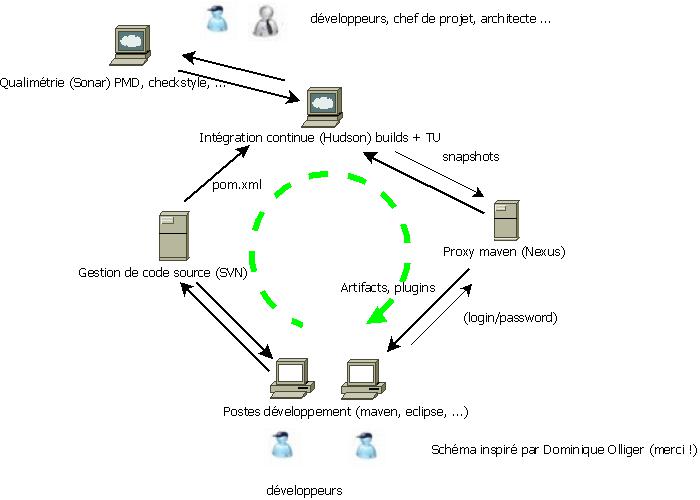 développeurs, chef de projet, architecte ...
Qualimétrie (Sonar) PMD, checkstyle, ...
Intégration continue (Hudson) builds + TU
snapshots
pom.xml
Proxy maven (Nexus)
Gestion de code source (SVN)
Artifacts, plugins
(login/password)
Postes développement (maven, eclipse, ...)
Schéma inspiré par Dominique Olliger (merci !)
développeurs